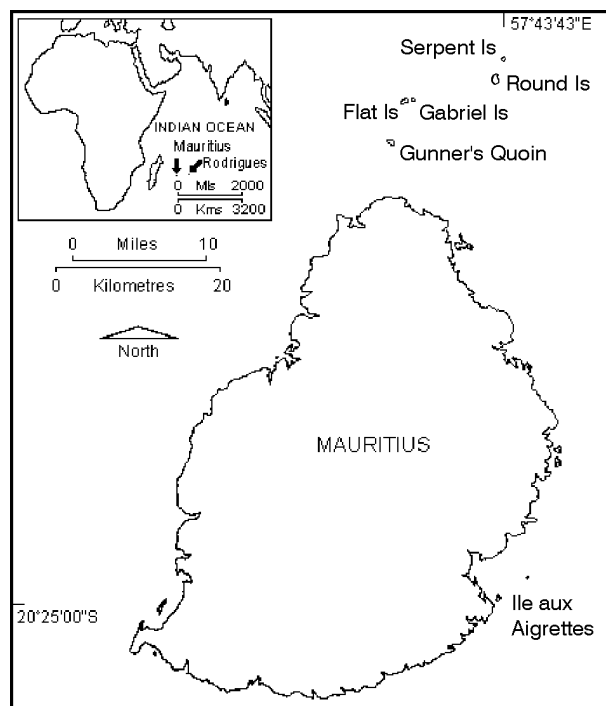 57°43'43"E
Serpent Is
Round Is
Flat Is
Gabriel Is
Gunner's Quoin
INDIAN OCEAN
Mauritius
Rodrigues
0 Mls 2000
0 Kms 3200
0 Miles 10
0 Kilometres 20
North
MAURITIUS
20°25'00"S
Ile aux
Aigrettes